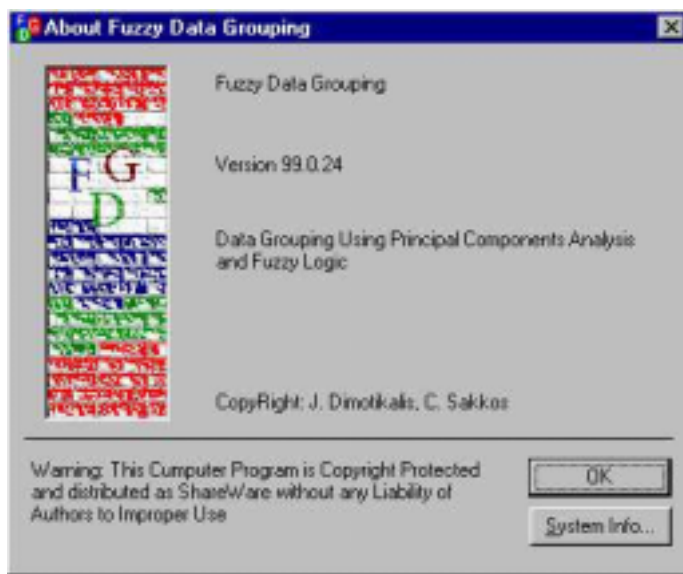 About Fuzzy Data Grouping
Fuzzy Data Grouping
Version 99.0.24
F G
D
Data Grouping Using Principal Components Analysis
and Fuzzy Logic
CopyRight: J. Dimotikalis, C. Sakkos
Warning: This Cumputer Program is Copyright Protected
and distributed as ShareWare without any Liability of
Authors to Improper Use
OK
System Info...